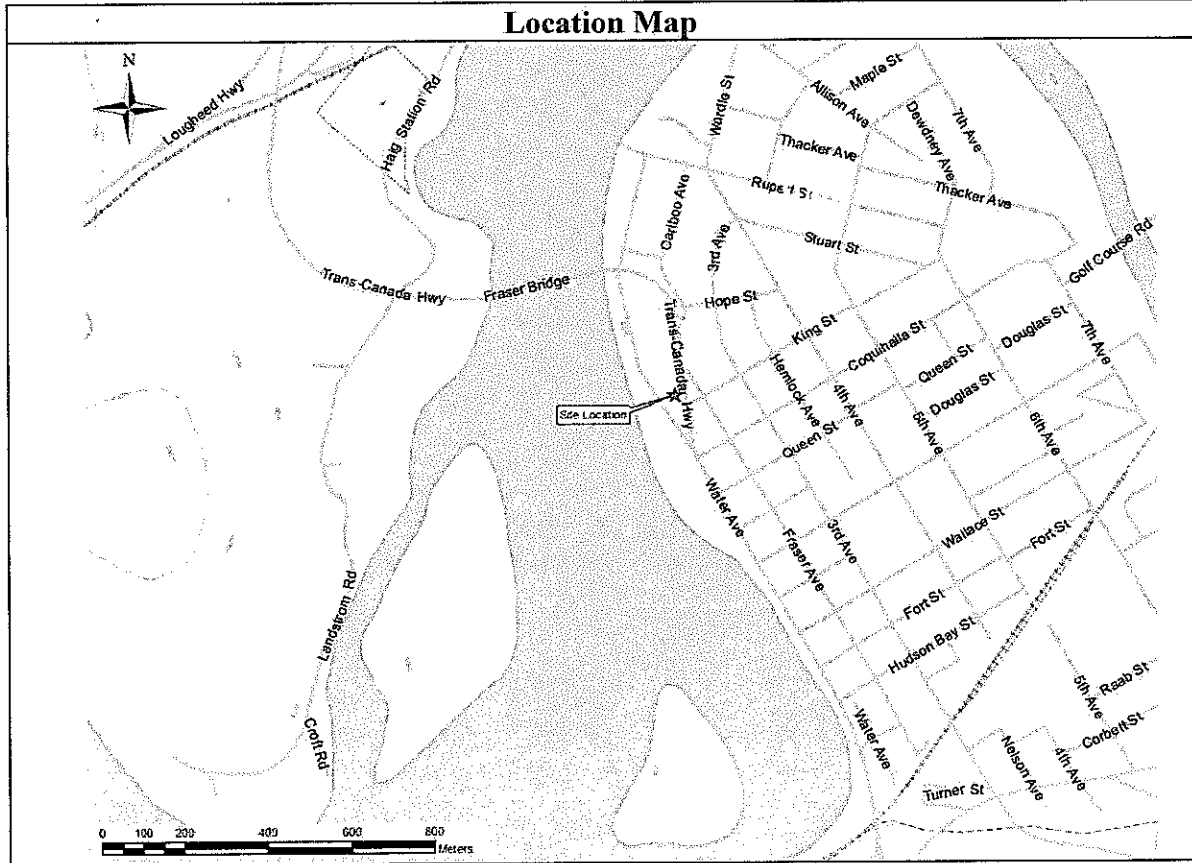 Location Map
N
Lougheed Hwy
Haig Station Rd
Trans-Canada Hwy
Fraser Bridge
Wardle St
Maple St
Allison Ave
7th Ave
Dewdney Ave
Thacker Ave
Thacker Ave
Rupert St
Cariboo Ave
3rd Ave
Stuart St
Golf Course Rd
Hope St
Trans-Canada Hwy
King St
Coquihalla St
Queen St
Douglas St
7th Ave
Site Location
Hemlock Ave
4th Ave
Douglas St
Queen St
5th Ave
6th Ave
Water Ave
Fraser Ave
3rd Ave
Wallace St
Fort St
Fort St
Hudson Bay St
Landstrom Rd
Croft Rd
Water Ave
5th Ave
Raab St
Corbett St
Nelson Ave
4th Ave
Turner St
0 100 200 400 600 800
Meters